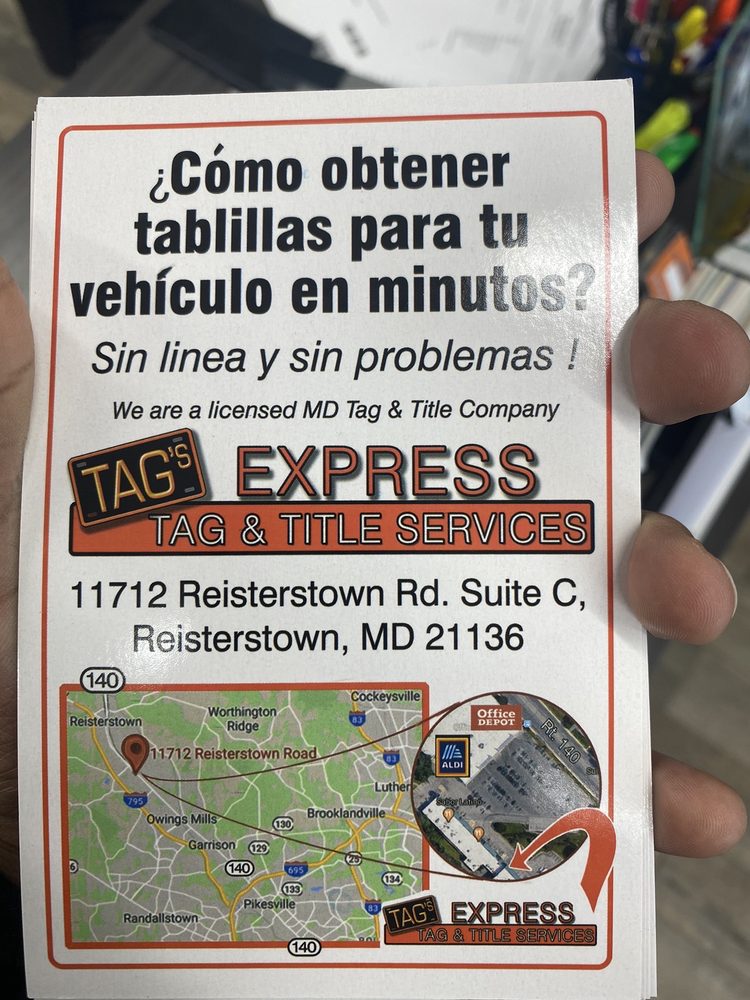 ¿Cómo obtener
tablillas para tu
vehículo en minutos?
Sin linea y sin problemas !
We are a licensed MD Tag & Title Company
TAG'S EXPRESS
TAG & TITLE SERVICES
11712 Reisterstown Rd. Suite C,
Reisterstown, MD 21136
140
Cockeysville
Reisterstown
Worthington
Ridge
83
11712 Reisterstown Road
83
795
Luther
Owings Mills
Brooklandville
130
Garrison
129
140
695
25
133
134
Pikesville
83
Randallstown
140
Office
DEPOT
Rt. 140
ALDI
Sabor Latino
TAG'S EXPRESS
TAG & TITLE SERVICES